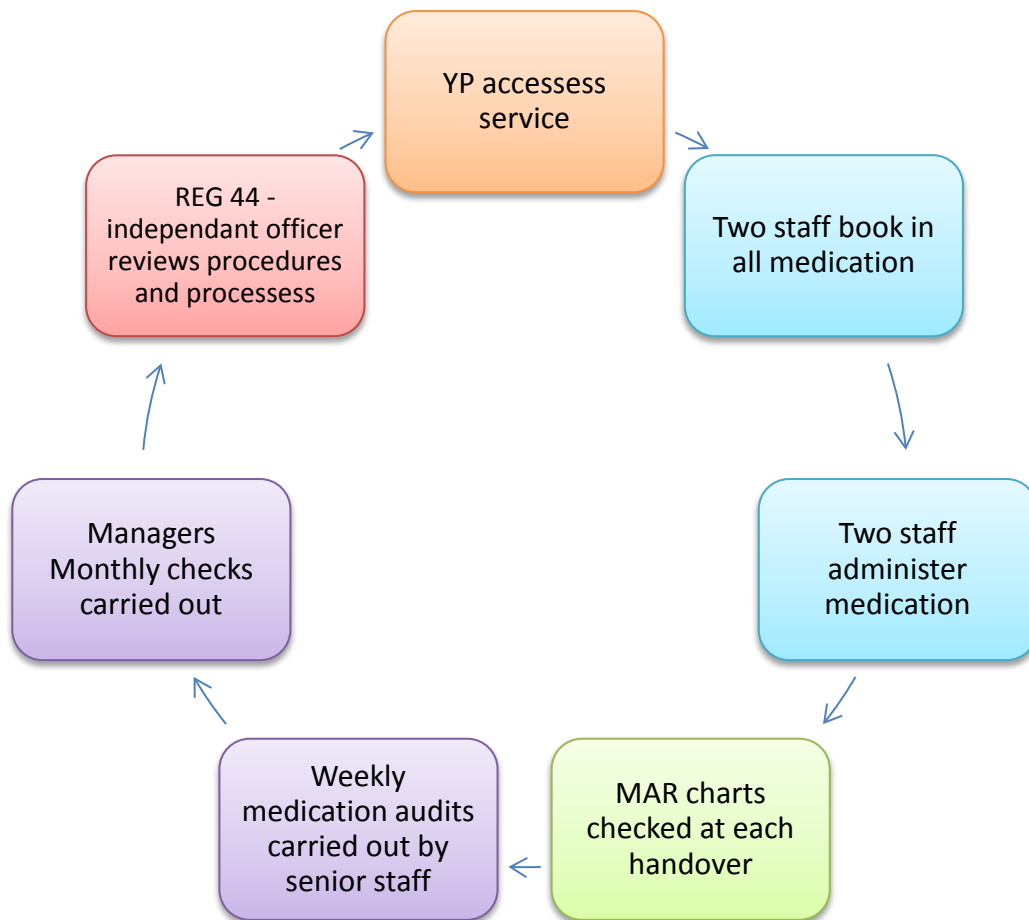 YP accessess
service
Two staff book in
all medication
Two staff
administer
medication
MAR charts
checked at each
handover
Weekly
medication audits
carried out by
senior staff
Managers
Monthly checks
carried out
REG 44 -
independant officer
reviews procedures
and processess